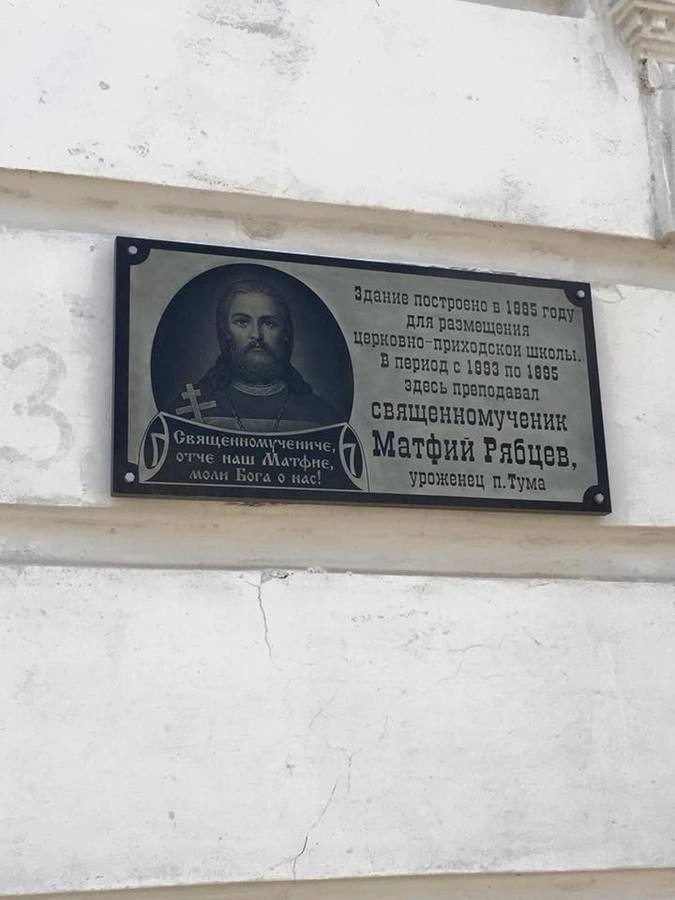 Здание построено в 1885 году
для размещения
церковно-приходской школы.
В период с 1893 по 1895
здесь преподавал
священномученик
Матфий Рябцев,
уроженец п.Тума
Священномучениче,
отче наш Матфие,
моли Бога о нас!
3